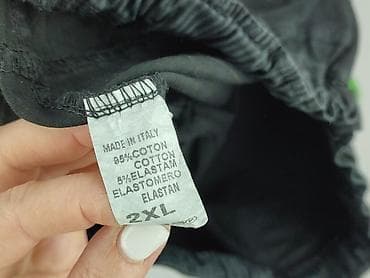 MADE IN ITALY
95%COTON
COTTON
5%ELASTAM
ELASTOMERO
ELASTAN
2XL